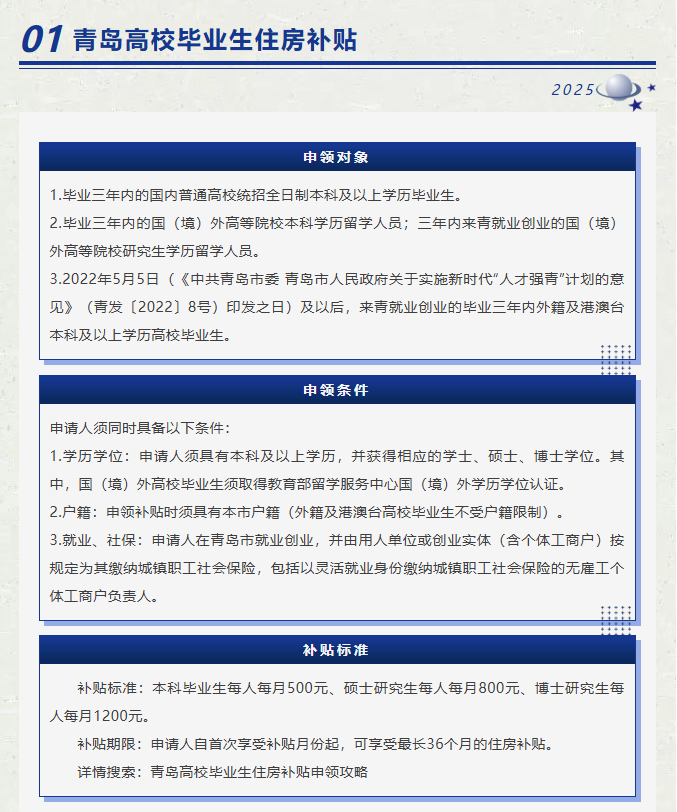 01 青岛高校毕业生住房补贴
2025
申领对象
1.毕业三年内的国内普通高校统招全日制本科及以上学历毕业生。
2.毕业三年内的国（境）外高等院校本科学历留学人员；三年内来青就业创业的国（境）
外高等院校研究生学历留学人员。
3.2022年5月5日（《中共青岛市委 青岛市人民政府关于实施新时代“人才强青”计划的意
见》（青发〔2022〕8号）印发之日）及以后，来青就业创业的毕业三年内外籍及港澳台
本科及以上学历高校毕业生。
申领条件
申请人须同时具备以下条件：
1.学历学位：申请人须具有本科及以上学历，并获得相应的学士、硕士、博士学位。其
中，国（境）外高校毕业生须取得教育部留学服务中心国（境）外学历学位认证。
2.户籍：申领补贴时须具有本市户籍（外籍及港澳台高校毕业生不受户籍限制）。
3.就业、社保：申请人在青岛市就业创业，并由用人单位或创业实体（含个体工商户）按
规定为其缴纳城镇职工社会保险，包括以灵活就业身份缴纳城镇职工社会保险的无雇工个
体工商户负责人。
补贴标准
补贴标准：本科毕业生每人每月500元、硕士研究生每人每月800元、博士研究生每
人每月1200元。
补贴期限：申请人自首次享受补贴月份起，可享受最长36个月的住房补贴。
详情搜索：青岛高校毕业生住房补贴申领攻略